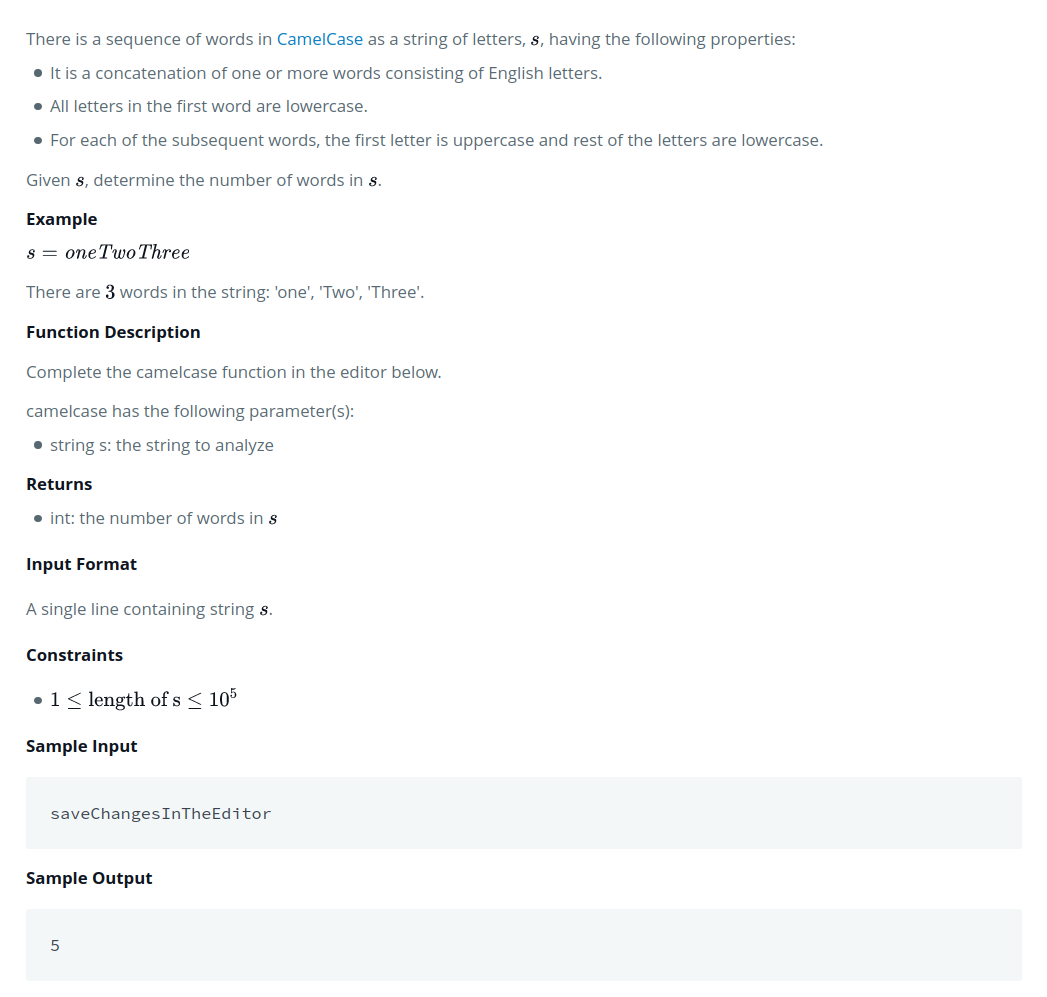 There is a sequence of words in CamelCase as a string of letters, s, having the following properties:
• It is a concatenation of one or more words consisting of English letters.
• All letters in the first word are lowercase.
• For each of the subsequent words, the first letter is uppercase and rest of the letters are lowercase.
Given s, determine the number of words in s.
Example
s = oneTwoThree
There are 3 words in the string: 'one', 'Two', 'Three'.
Function Description
Complete the camelcase function in the editor below.
camelcase has the following parameter(s):
• string s: the string to analyze
Returns
• int: the number of words in s
Input Format
A single line containing string s.
Constraints
• 1 ≤ length of s ≤ 10⁵
Sample Input
saveChangesInTheEditor
Sample Output
5